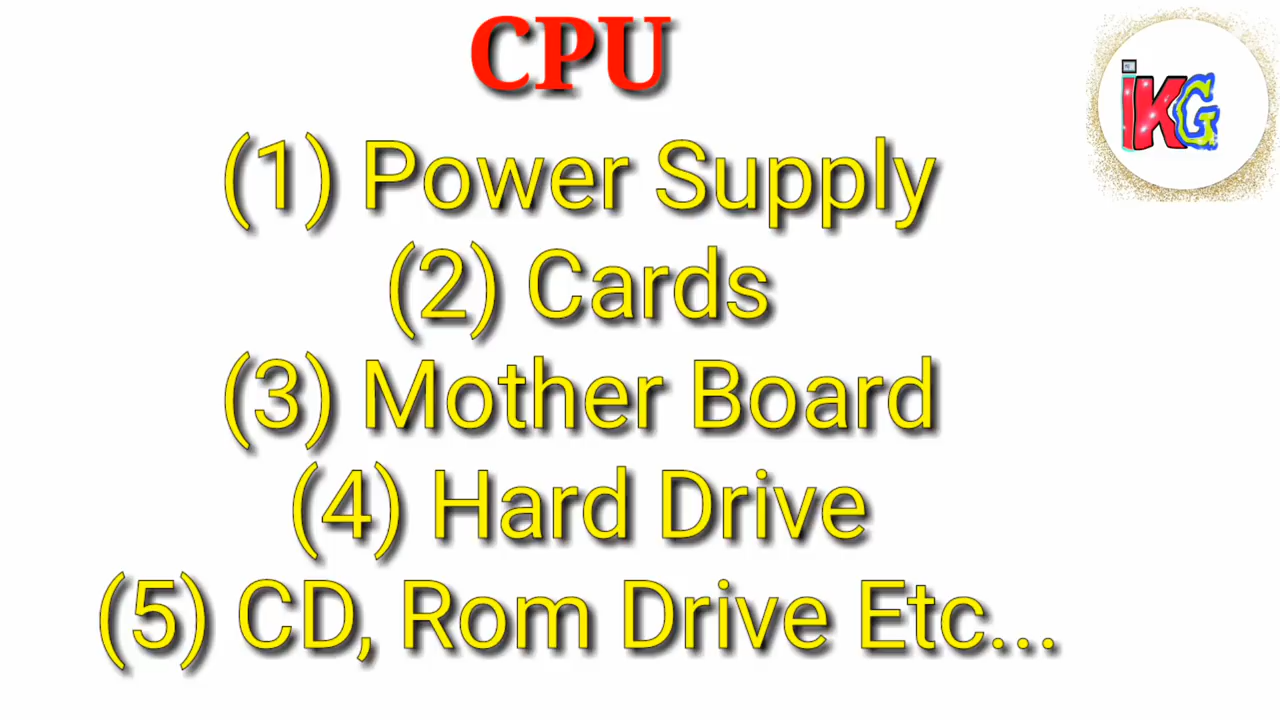 CPU
iKG
(1) Power Supply
(2) Cards
(3) Mother Board
(4) Hard Drive
(5) CD, Rom Drive Etc...